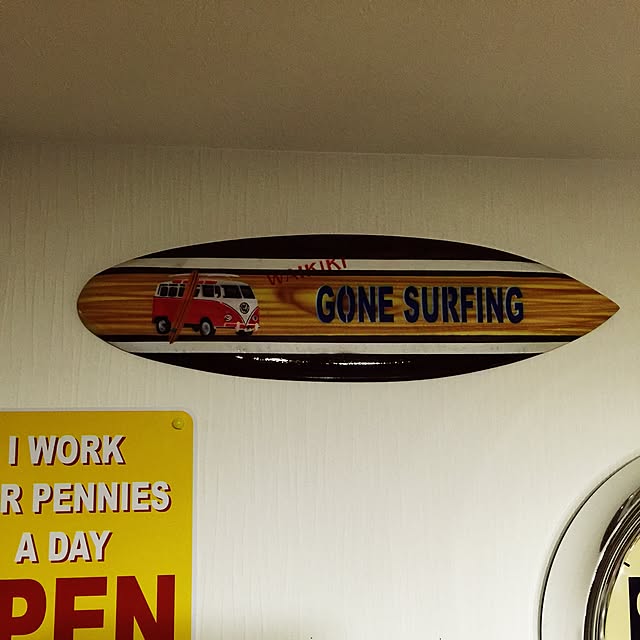 WAIKIKI
GONE SURFING
I WORK
R PENNIES
A DAY
PEN